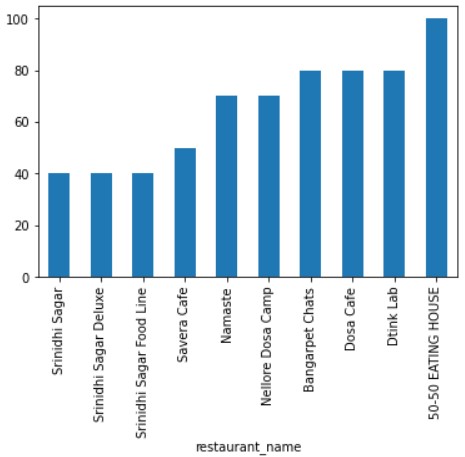 100
80
60
40
20
0
Srinidhi Sagar
Srinidhi Sagar Deluxe
Srinidhi Sagar Food Line
Savera Cafe
Namaste
Nellore Dosa Camp
Bangarpet Chats
Dosa Cafe
Dtink Lab
50-50 EATING HOUSE
restaurant_name